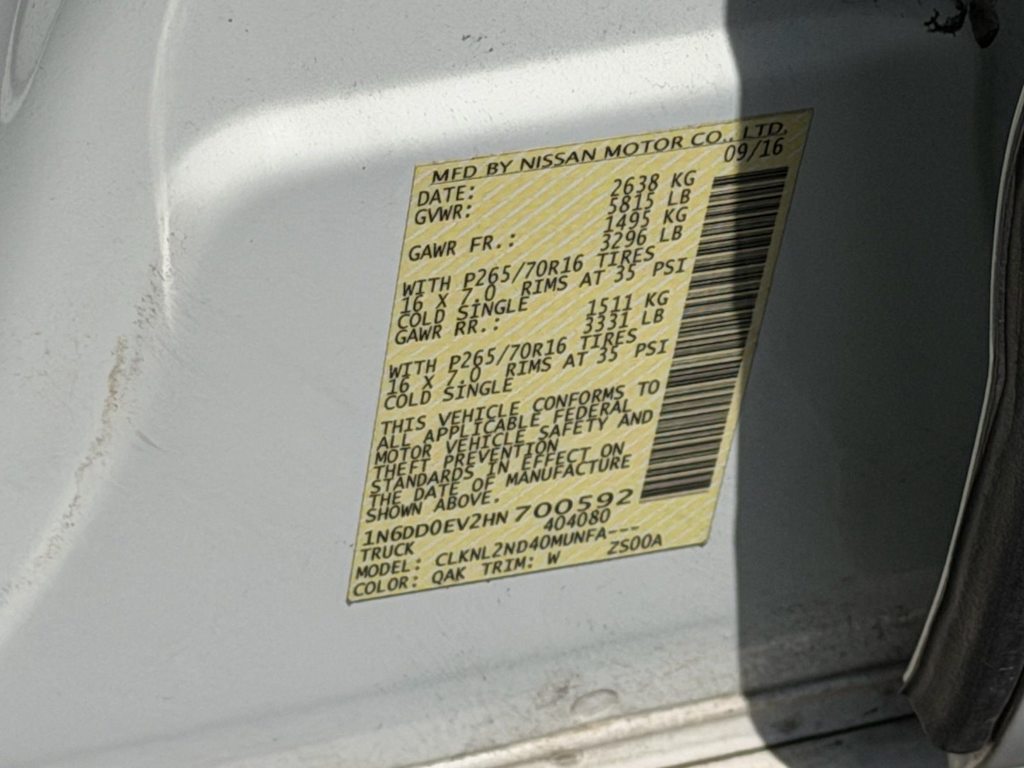 MFD BY NISSAN MOTOR CO., LTD.
DATE: 09/16
GVWR: 2638 KG
5815 LB
GAWR FR.: 1495 KG
3296 LB
WITH P265/70R16 TIRES
16 X 7.0 RIMS AT 35 PSI
COLD SINGLE
GAWR RR.: 1511 KG
3331 LB
WITH P265/70R16 TIRES
16 X 7.0 RIMS AT 35 PSI
COLD SINGLE
THIS VEHICLE CONFORMS TO
ALL APPLICABLE FEDERAL
MOTOR VEHICLE SAFETY AND
THEFT PREVENTION
STANDARDS IN EFFECT ON
THE DATE OF MANUFACTURE
SHOWN ABOVE.
1N6DD0EV2HN700592
TRUCK 404080
MODEL: CLKNL2ND40MUNFA---
COLOR: QAK TRIM: W ZS00A